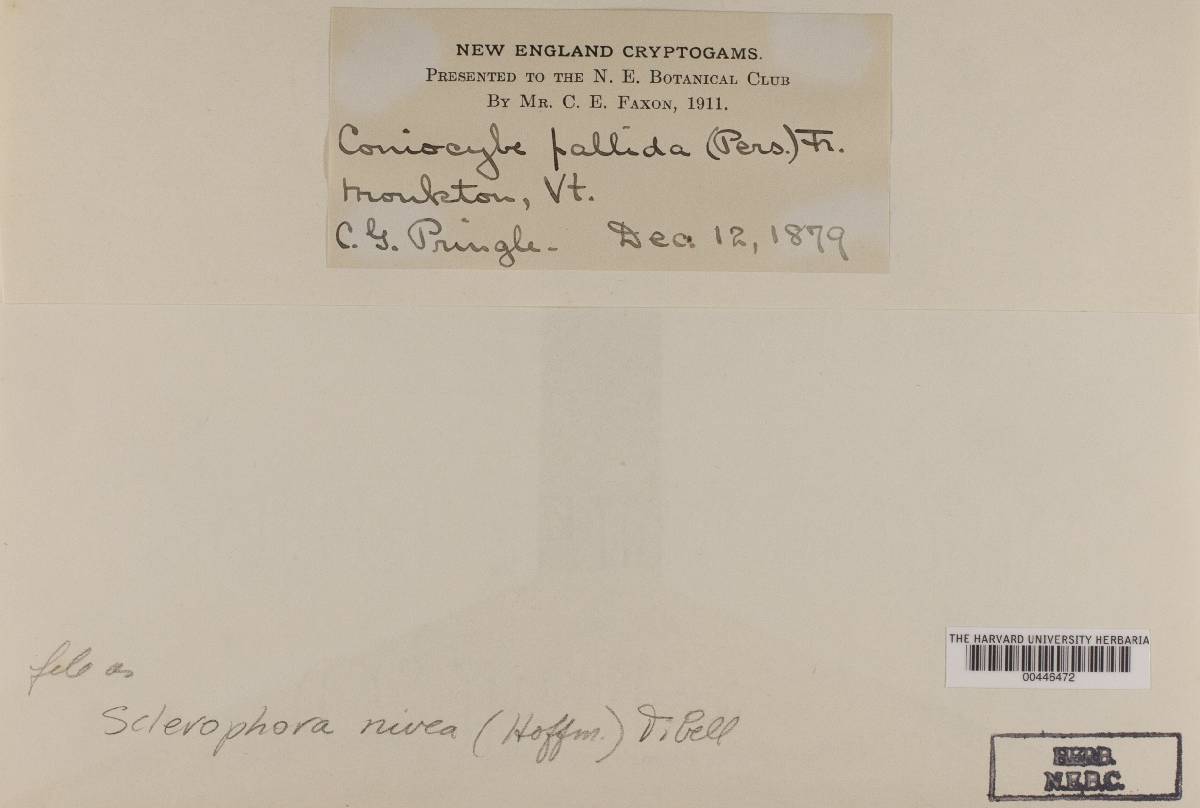 NEW ENGLAND CRYPTOGAMS.
PRESENTED TO THE N. E. BOTANICAL CLUB
BY MR. C. E. FAXON, 1911.
Coniocybe pallida (Pers.) Fr.
Monkton, Vt.
C. G. Pringle - Dec. 12, 1879
THE HARVARD UNIVERSITY HERBARIA
00446472
file as
Sclerophora nivea (Hoffm.) Tibell
HERB.
N.E.B.C.